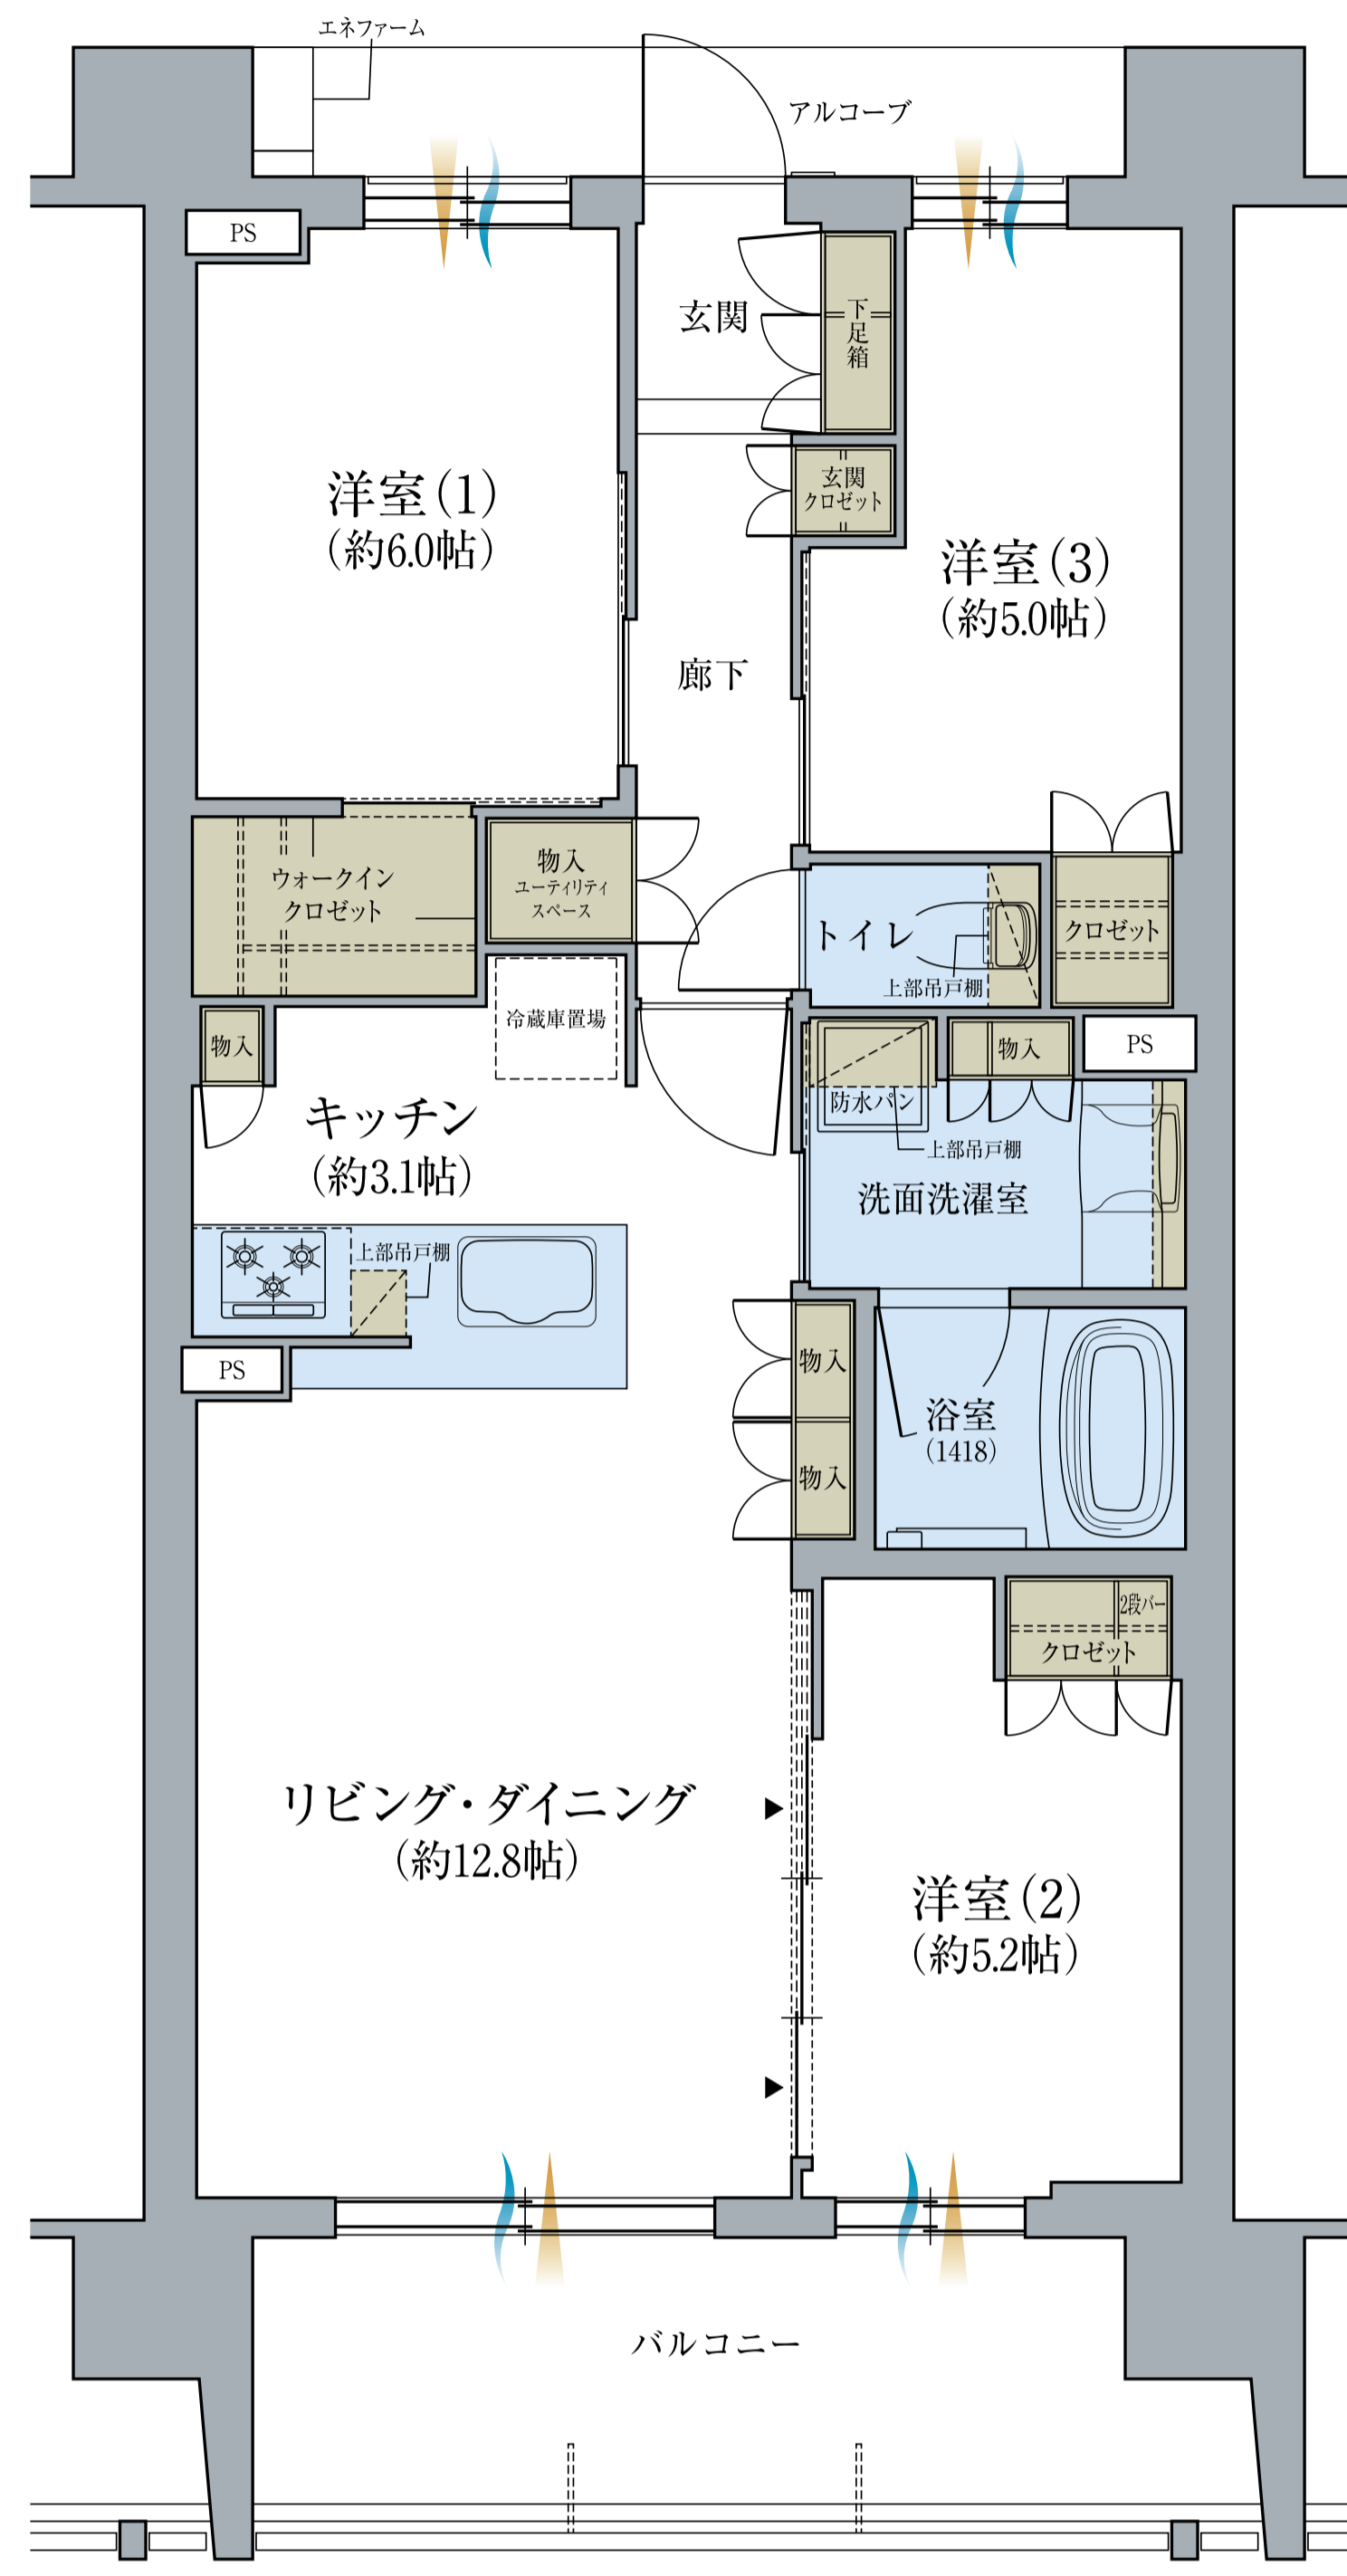 エネファーム
アルコーブ
PS
玄関
下足箱
洋室(1)
(約6.0帖)
玄関
クロゼット
洋室(3)
(約5.0帖)
廊下
ウォークイン
クロゼット
物入
ユーティリティ
スペース
トイレ
上部吊戸棚
クロゼット
冷蔵庫置場
物入
物入
PS
防水パン
上部吊戸棚
キッチン
(約3.1帖)
洗面洗濯室
上部吊戸棚
PS
物入
浴室
(1418)
物入
2段バー
クロゼット
リビング・ダイニング
(約12.8帖)
洋室(2)
(約5.2帖)
バルコニー